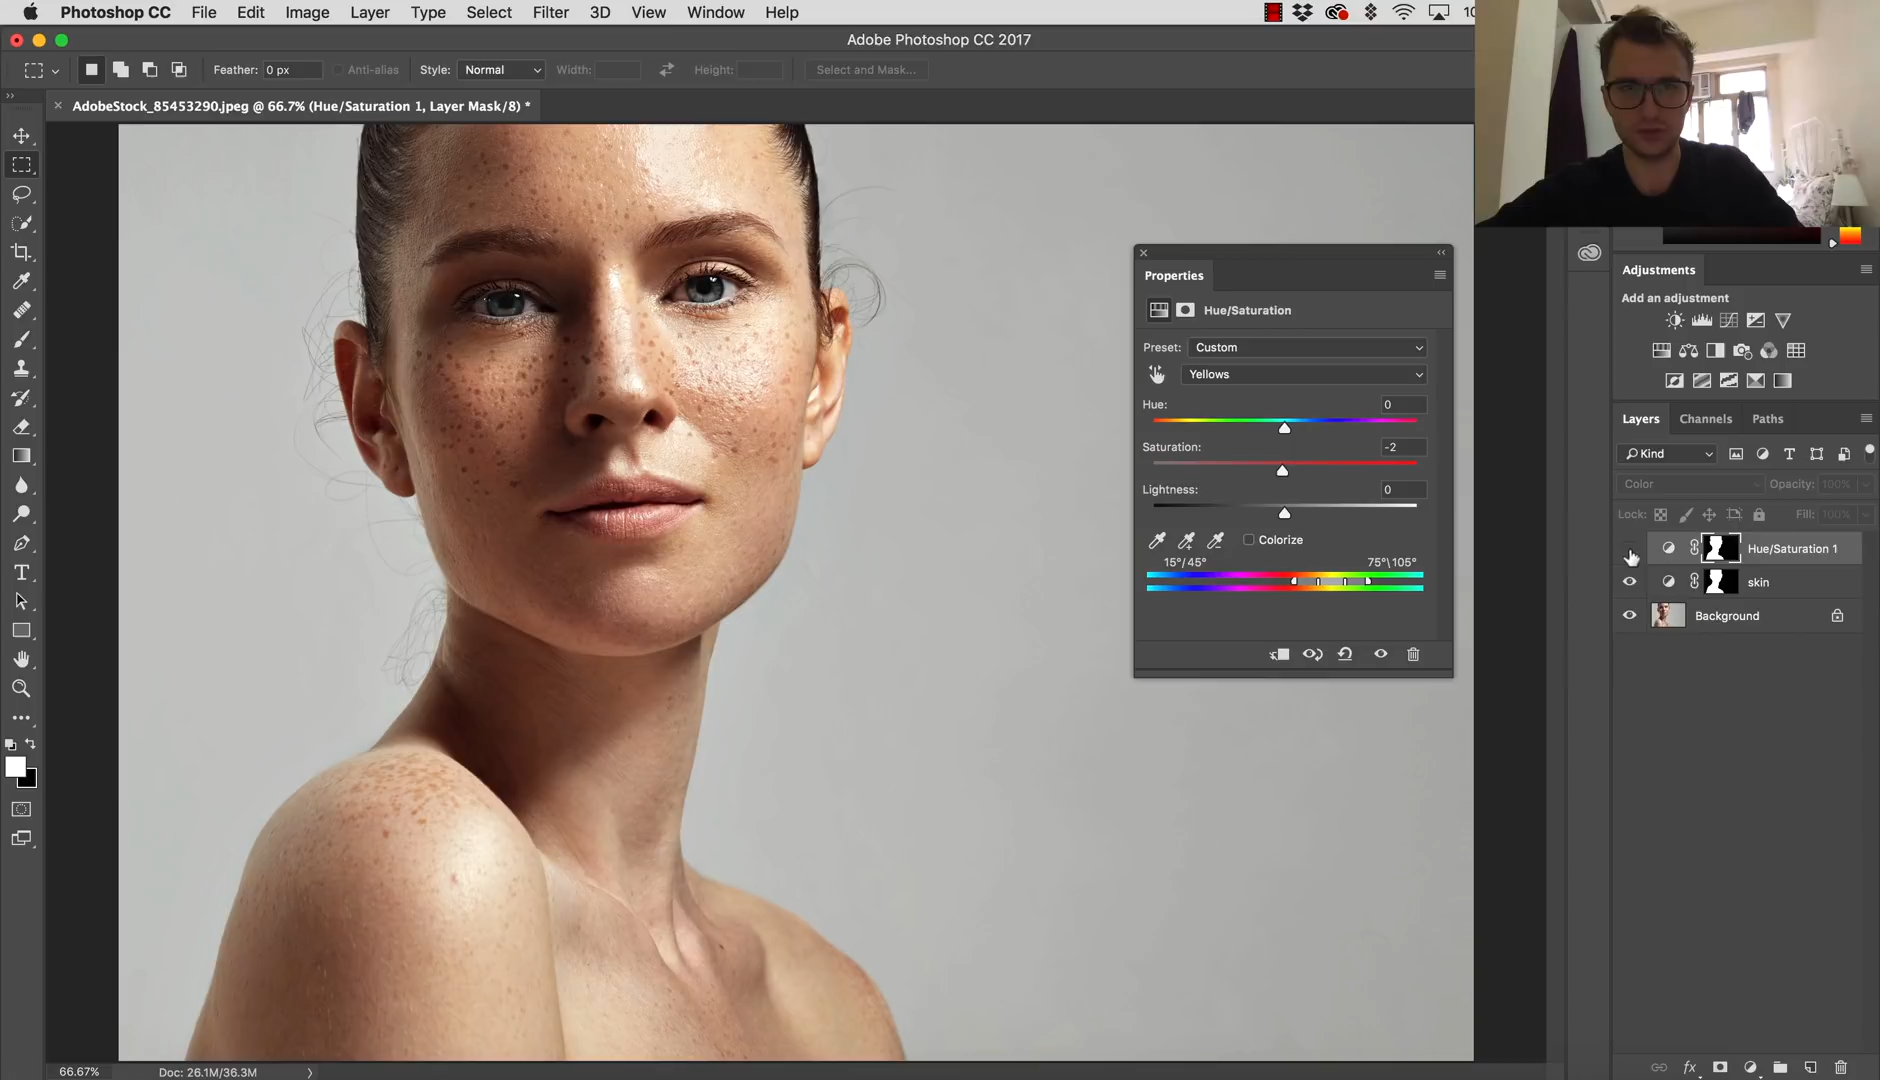 Photoshop CC File Edit Image Layer Type Select Filter 3D View Window Help 10
Adobe Photoshop CC 2017
Feather: 0 px Anti-alias Style: Normal Width: Height: Select and Mask...
AdobeStock_85453290.jpeg @ 66.7% (Hue/Saturation 1, Layer Mask/8) *
Properties
Hue/Saturation
Preset: Custom
Yellows
Hue: 0
Saturation: -2
Lightness: 0
Colorize
15°/45° 75°\105°
Adjustments
Add an adjustment
Layers Channels Paths
Kind
Color Opacity: 100%
Lock: Fill: 100%
Hue/Saturation 1
skin
Background
fx
66.67% Doc: 26.1M/36.3M